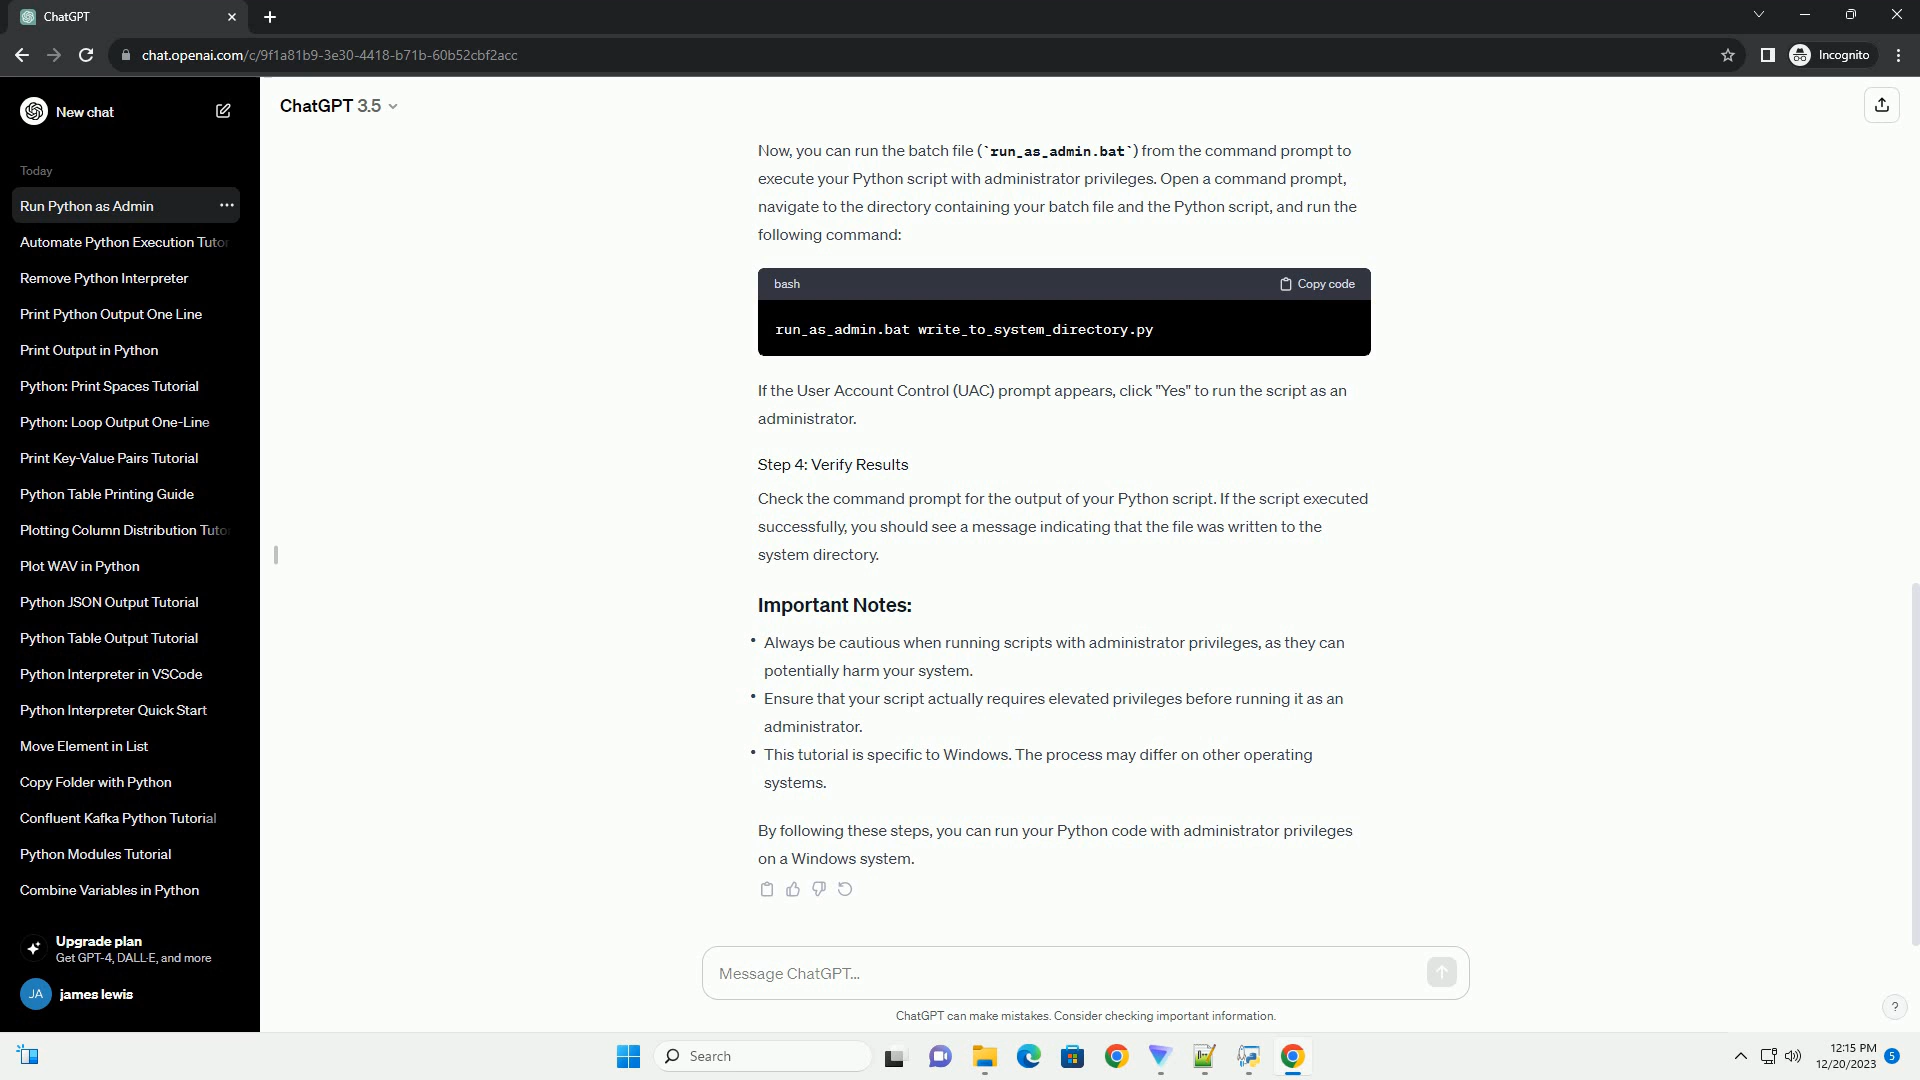 ChatGPT
chat.openai.com/c/9f1a81b9-3e30-4418-b71b-60b52cbf2acc
Incognito
New chat
Today
Run Python as Admin
Automate Python Execution Tutor
Remove Python Interpreter
Print Python Output One Line
Print Output in Python
Python: Print Spaces Tutorial
Python: Loop Output One-Line
Print Key-Value Pairs Tutorial
Python Table Printing Guide
Plotting Column Distribution Tuto
Plot WAV in Python
Python JSON Output Tutorial
Python Table Output Tutorial
Python Interpreter in VSCode
Python Interpreter Quick Start
Move Element in List
Copy Folder with Python
Confluent Kafka Python Tutorial
Python Modules Tutorial
Combine Variables in Python
Upgrade plan
Get GPT-4, DALL·E, and more
JA
james lewis
ChatGPT 3.5
Now, you can run the batch file (`run_as_admin.bat`) from the command prompt to
execute your Python script with administrator privileges. Open a command prompt,
navigate to the directory containing your batch file and the Python script, and run the
following command:
bash
Copy code
run_as_admin.bat write_to_system_directory.py
If the User Account Control (UAC) prompt appears, click "Yes" to run the script as an
administrator.
Step 4: Verify Results
Check the command prompt for the output of your Python script. If the script executed
successfully, you should see a message indicating that the file was written to the
system directory.
Important Notes:
• Always be cautious when running scripts with administrator privileges, as they can
potentially harm your system.
• Ensure that your script actually requires elevated privileges before running it as an
administrator.
• This tutorial is specific to Windows. The process may differ on other operating
systems.
By following these steps, you can run your Python code with administrator privileges
on a Windows system.
Message ChatGPT...
ChatGPT can make mistakes. Consider checking important information.
?
Search
12:15 PM
12/20/2023
5